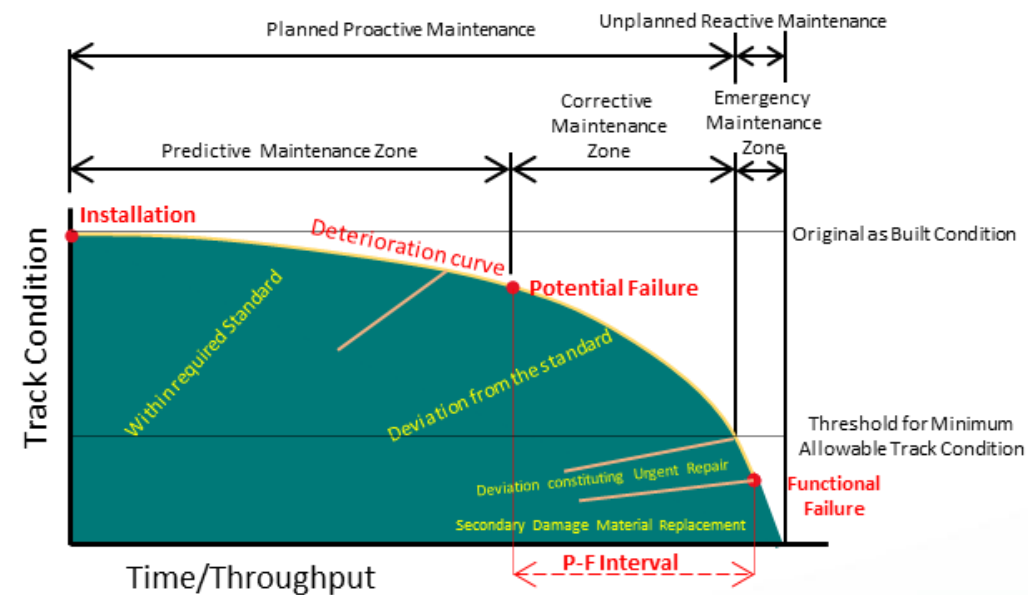 Unplanned Reactive Maintenance
Planned Proactive Maintenance
Corrective
Maintenance
Zone
Emergency
Maintenance
Zone
Predictive Maintenance Zone
Installation
Deterioration curve
Original as Built Condition
Potential Failure
Track Condition
Within required Standard
Deviation from the standard
Threshold for Minimum
Allowable Track Condition
Deviation constituting Urgent Repair
Functional
Failure
Secondary Damage Material Replacement
P-F Interval
Time/Throughput